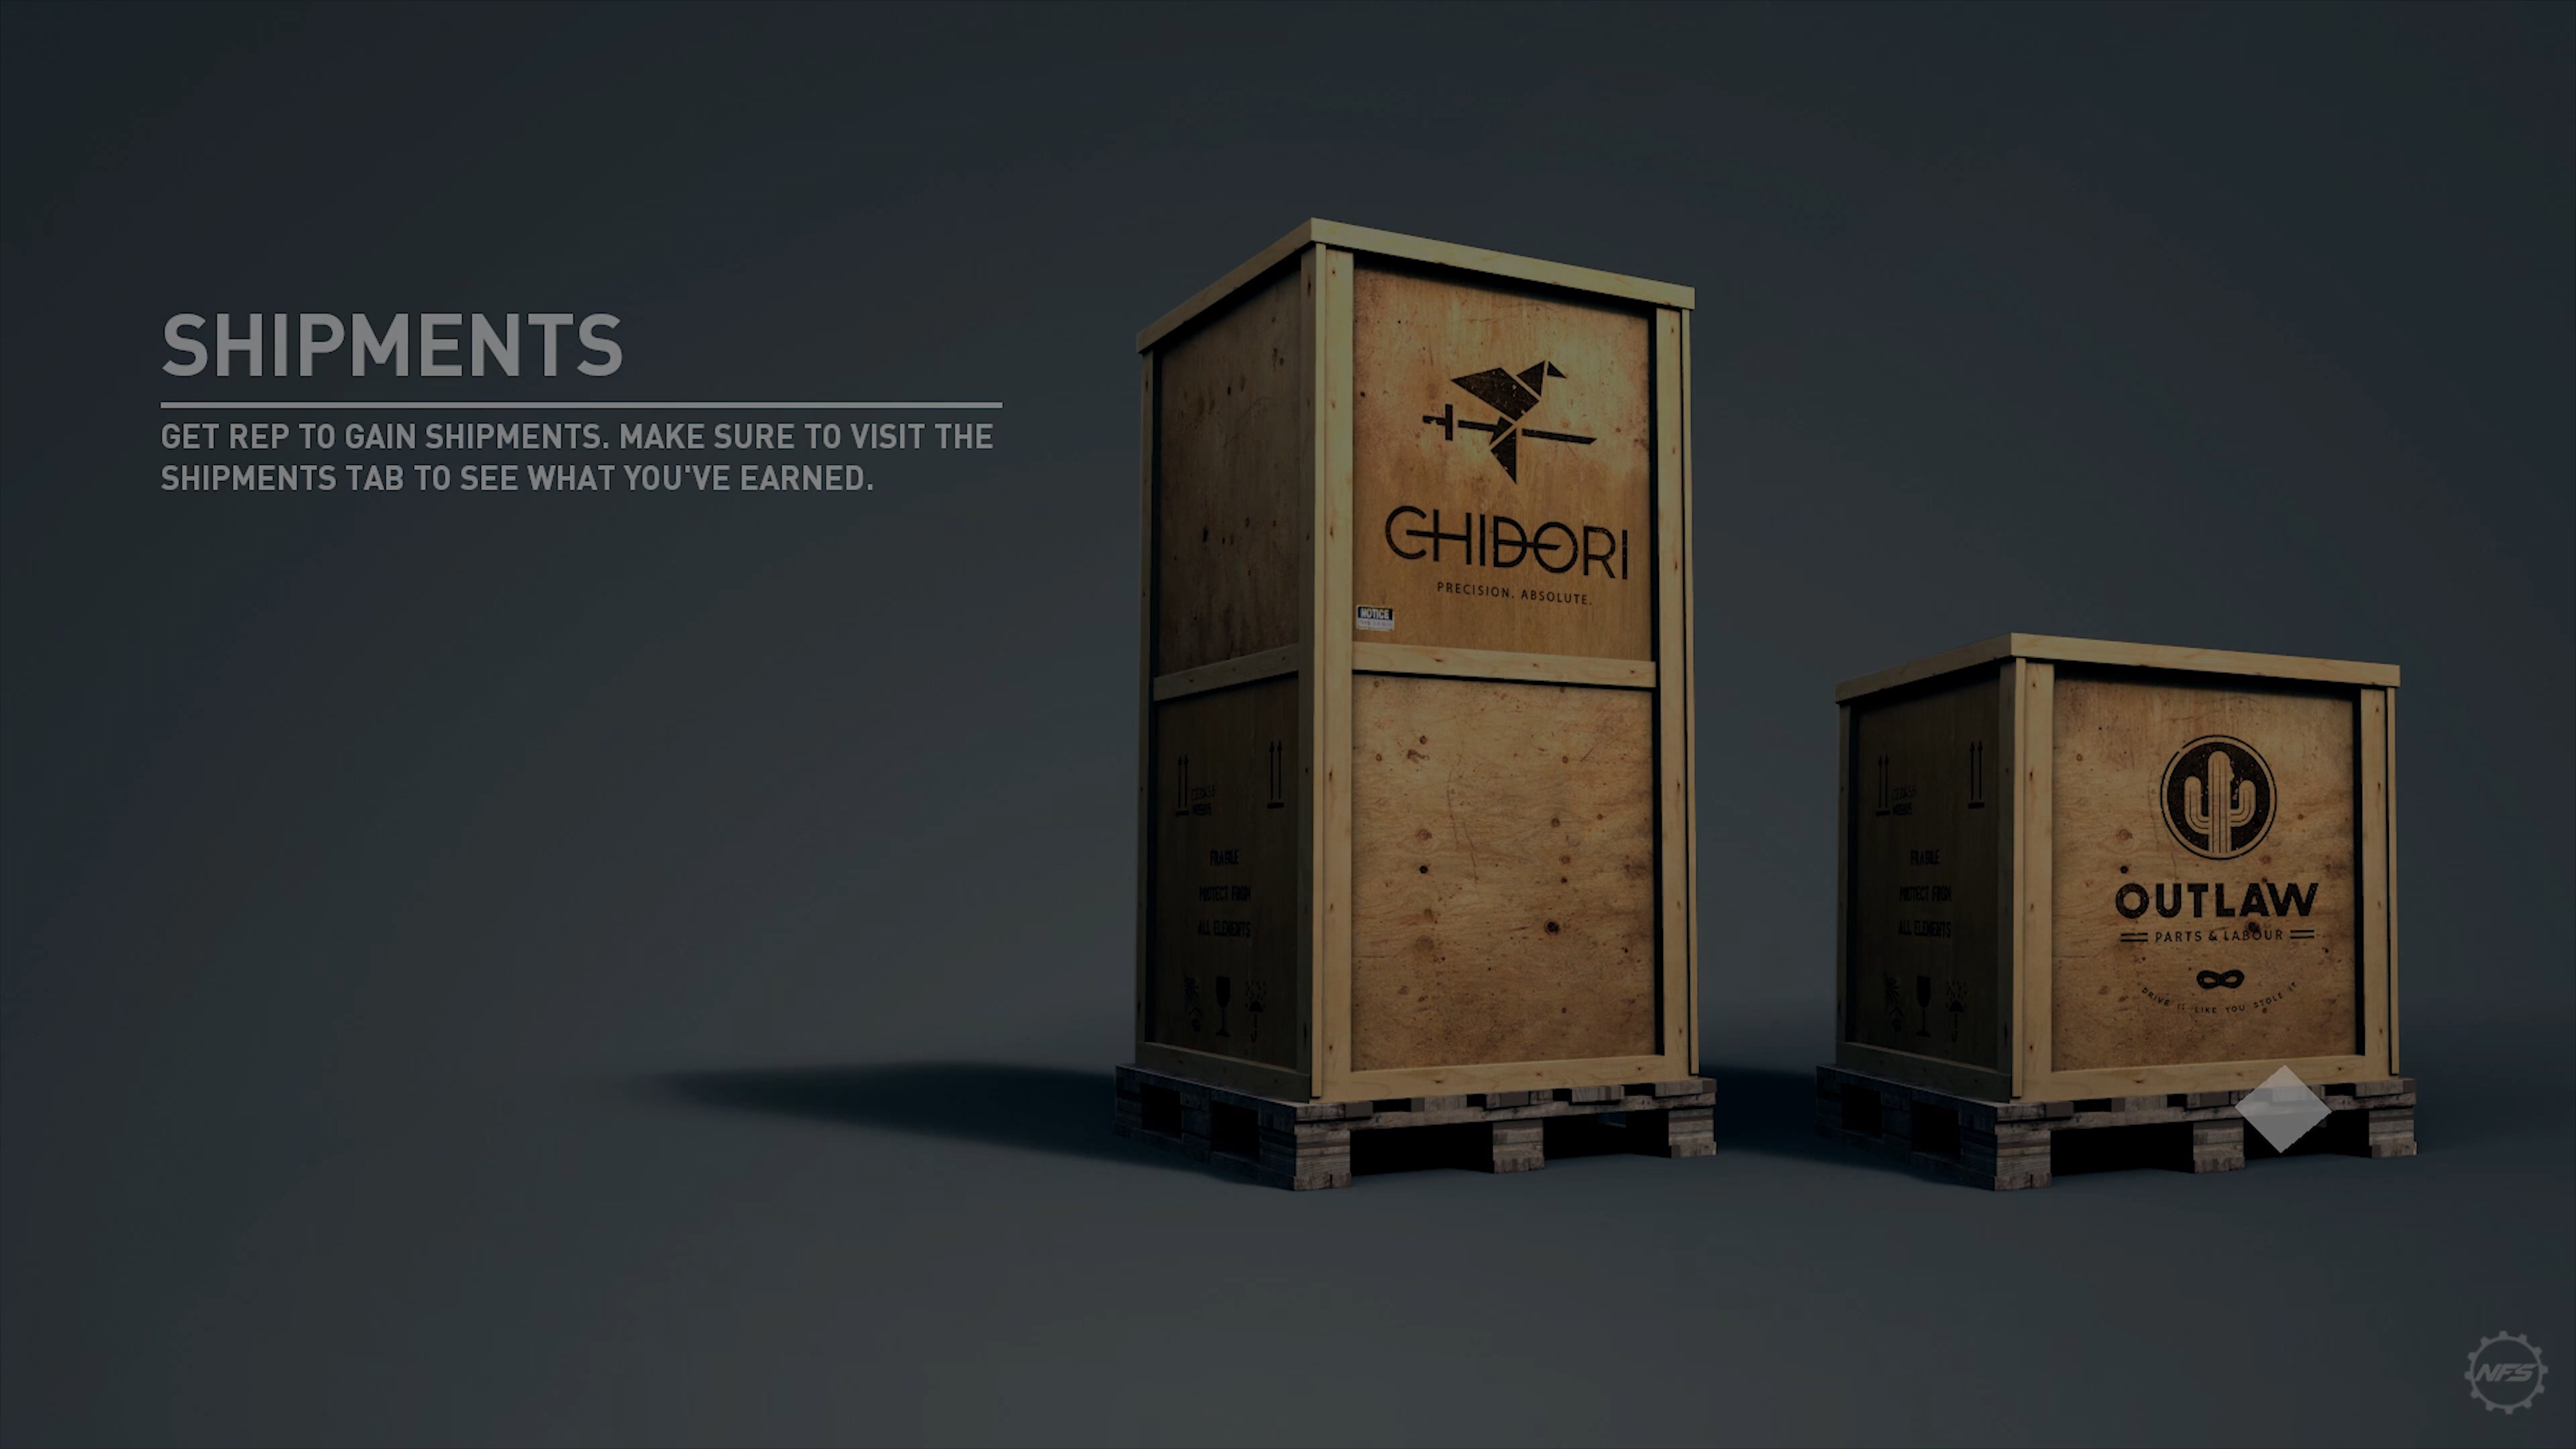 SHIPMENTS
GET REP TO GAIN SHIPMENTS. MAKE SURE TO VISIT THE
SHIPMENTS TAB TO SEE WHAT YOU'VE EARNED.
CHIDORI
PRECISION. ABSOLUTE.
NOTICE
FRAGILE
PROTECT FROM
ALL ELEMENTS
FRAGILE
PROTECT FROM
ALL ELEMENTS
OUTLAW
PARTS & LABOUR
DRIVE IT LIKE YOU STOLE IT
NFS